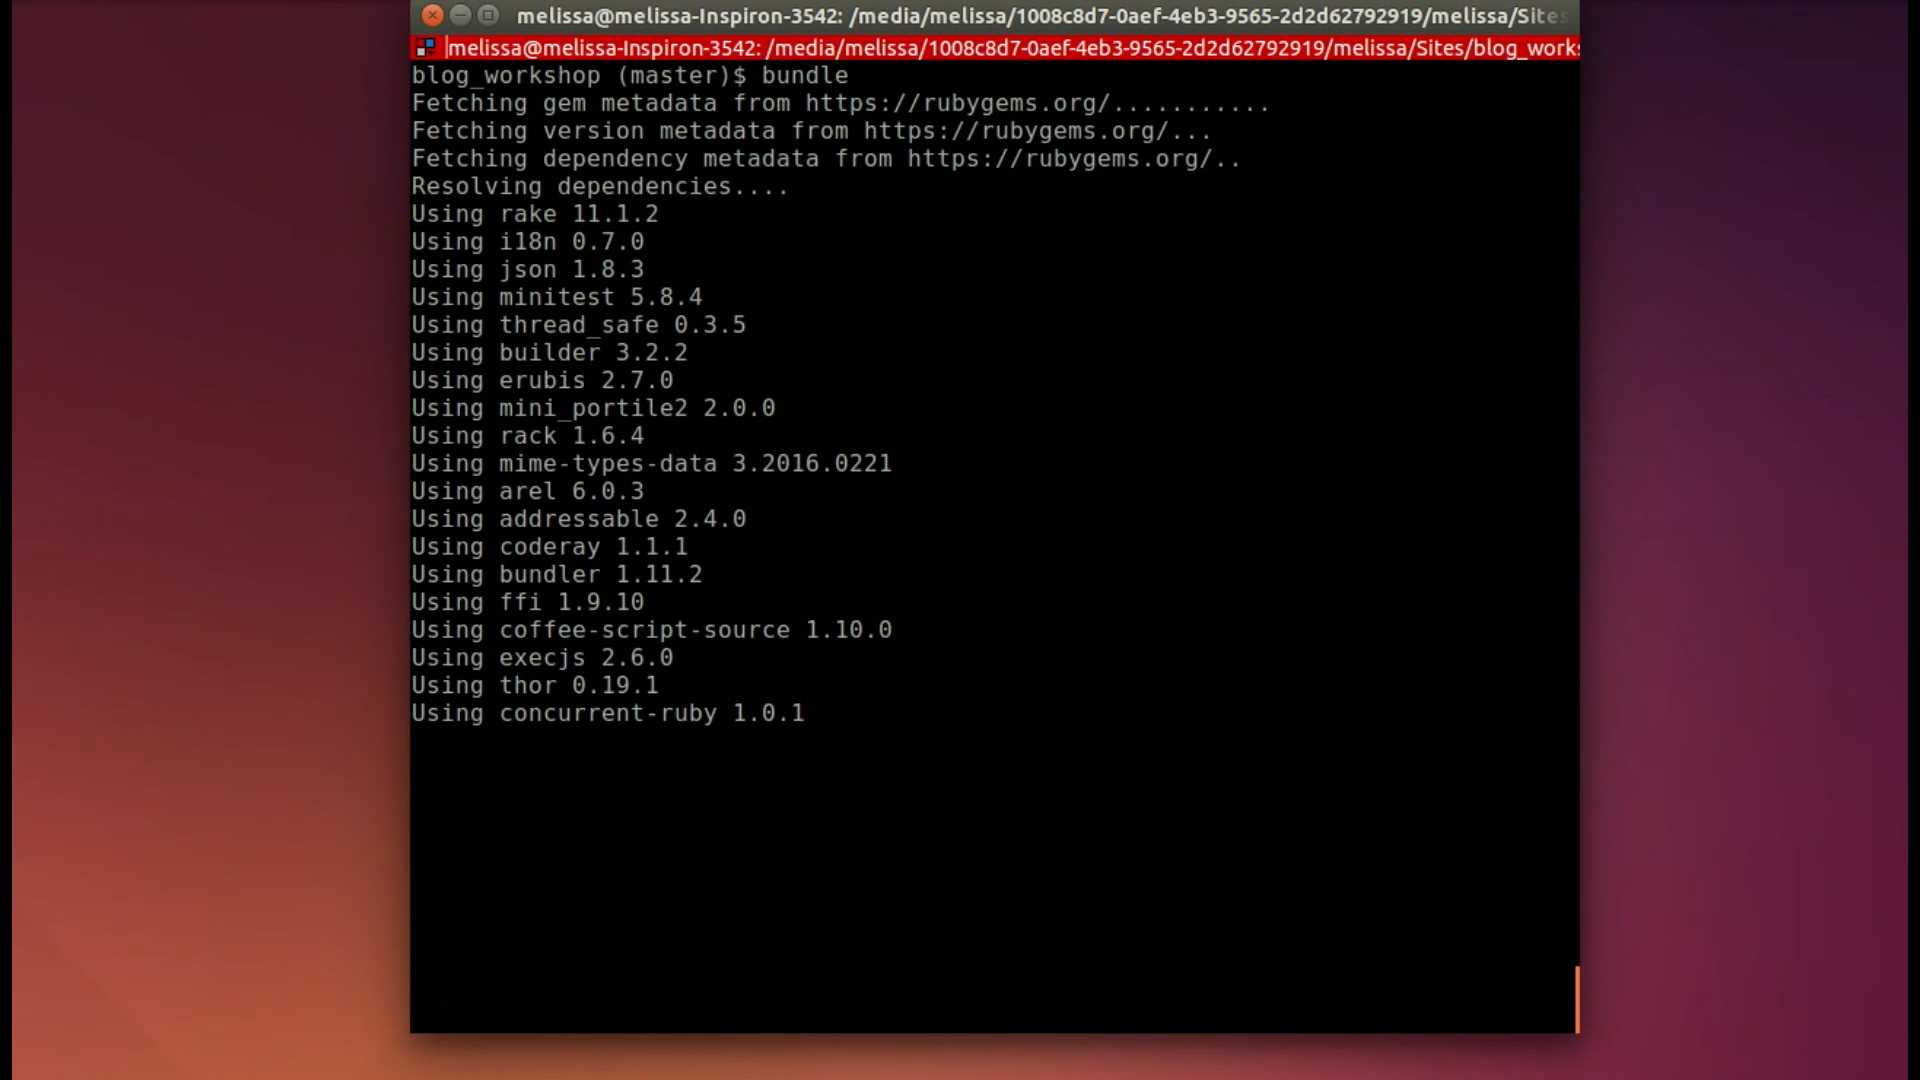 melissa@melissa-Inspiron-3542: /media/melissa/1008c8d7-0aef-4eb3-9565-2d2d62792919/melissa/Sites
melissa@melissa-Inspiron-3542: /media/melissa/1008c8d7-0aef-4eb3-9565-2d2d62792919/melissa/Sites/blog_works
blog_workshop (master)$ bundle
Fetching gem metadata from https://rubygems.org/...........
Fetching version metadata from https://rubygems.org/...
Fetching dependency metadata from https://rubygems.org/..
Resolving dependencies....
Using rake 11.1.2
Using i18n 0.7.0
Using json 1.8.3
Using minitest 5.8.4
Using thread_safe 0.3.5
Using builder 3.2.2
Using erubis 2.7.0
Using mini_portile2 2.0.0
Using rack 1.6.4
Using mime-types-data 3.2016.0221
Using arel 6.0.3
Using addressable 2.4.0
Using coderay 1.1.1
Using bundler 1.11.2
Using ffi 1.9.10
Using coffee-script-source 1.10.0
Using execjs 2.6.0
Using thor 0.19.1
Using concurrent-ruby 1.0.1